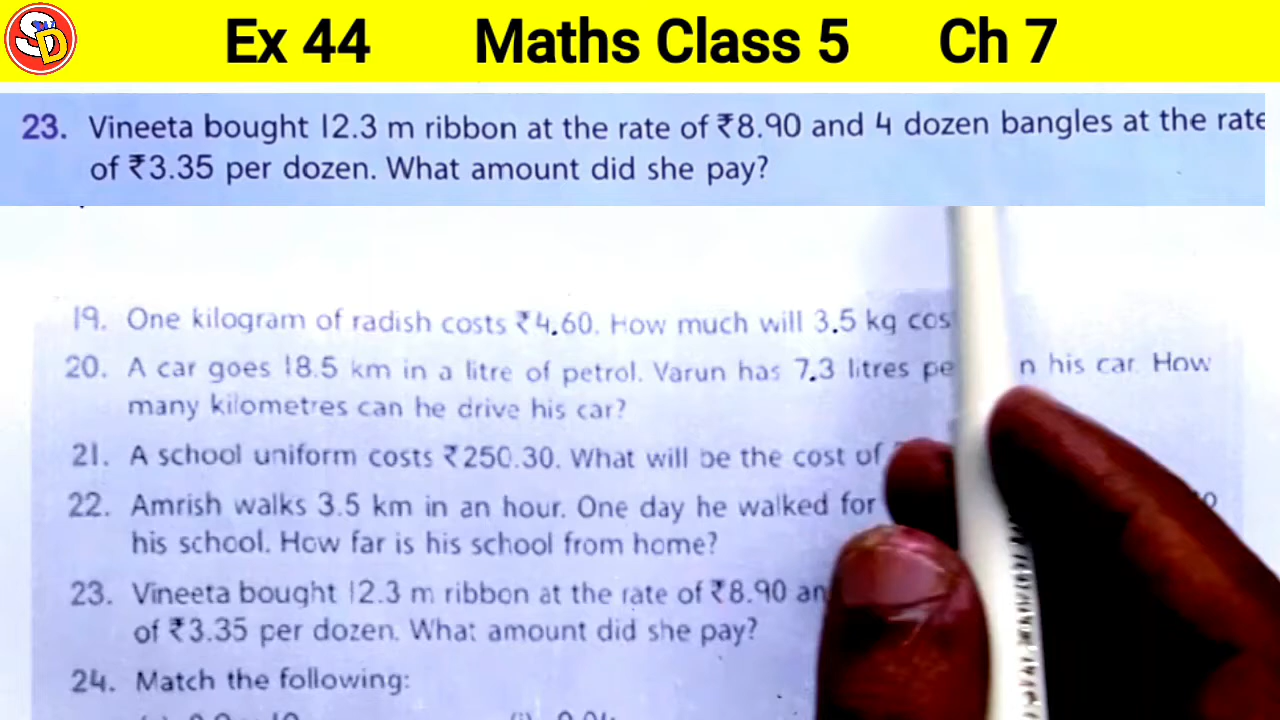 SD
Ex 44 Maths Class 5 Ch 7
23. Vineeta bought 12.3 m ribbon at the rate of ₹8.90 and 4 dozen bangles at the rate
of ₹3.35 per dozen. What amount did she pay?
19. One kilogram of radish costs ₹4.60. How much will 3.5 kg cos
20. A car goes 18.5 km in a litre of petrol. Varun has 7.3 litres pe n his car. How
many kilometres can he drive his car?
21. A school uniform costs ₹250.30. What will be the cost of
22. Amrish walks 3.5 km in an hour. One day he walked for
his school. How far is his school from home?
23. Vineeta bought 12.3 m ribbon at the rate of ₹8.90 an
of ₹3.35 per dozen. What amount did she pay?
24. Match the following: